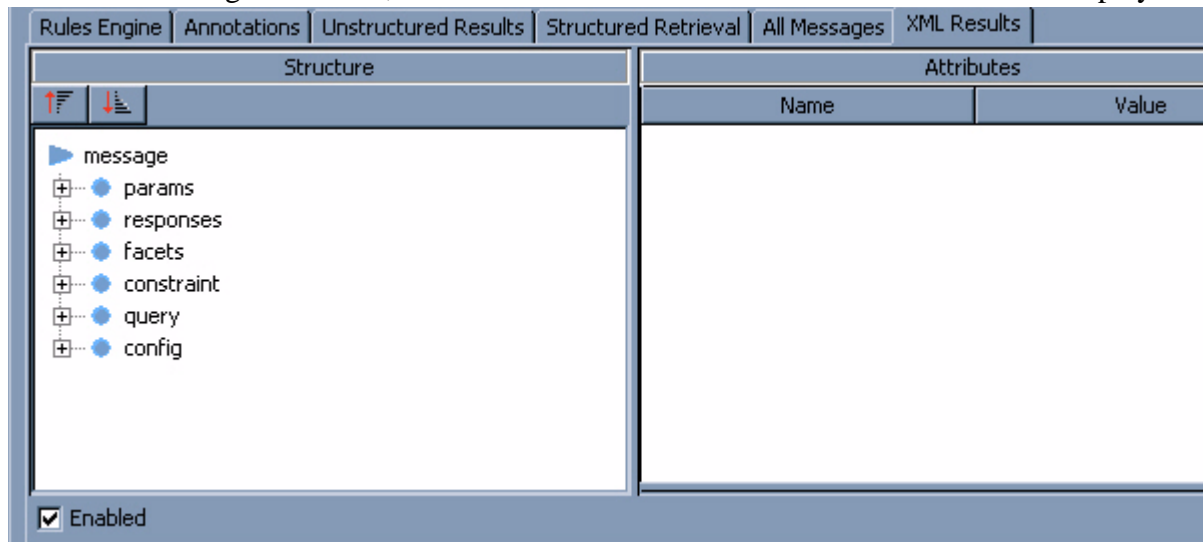 Rules Engine Annotations Unstructured Results Structured Retrieval All Messages XML Results
Structure Attributes
Name Value
message
params
responses
facets
constraint
query
config
Enabled